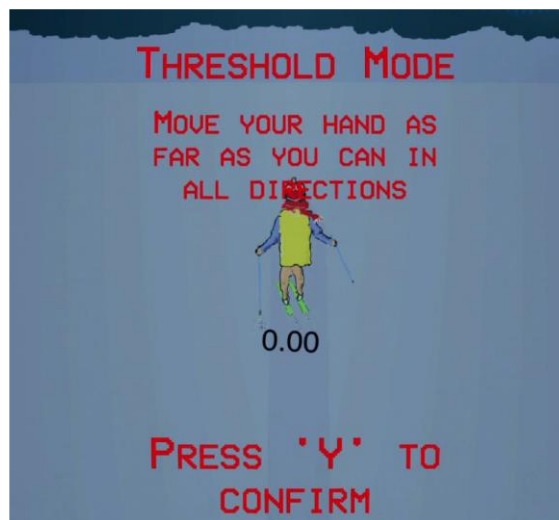 THRESHOLD MODE
MOVE YOUR HAND AS
FAR AS YOU CAN IN
ALL DIRECTIONS
0.00
PRESS 'Y' TO
CONFIRM